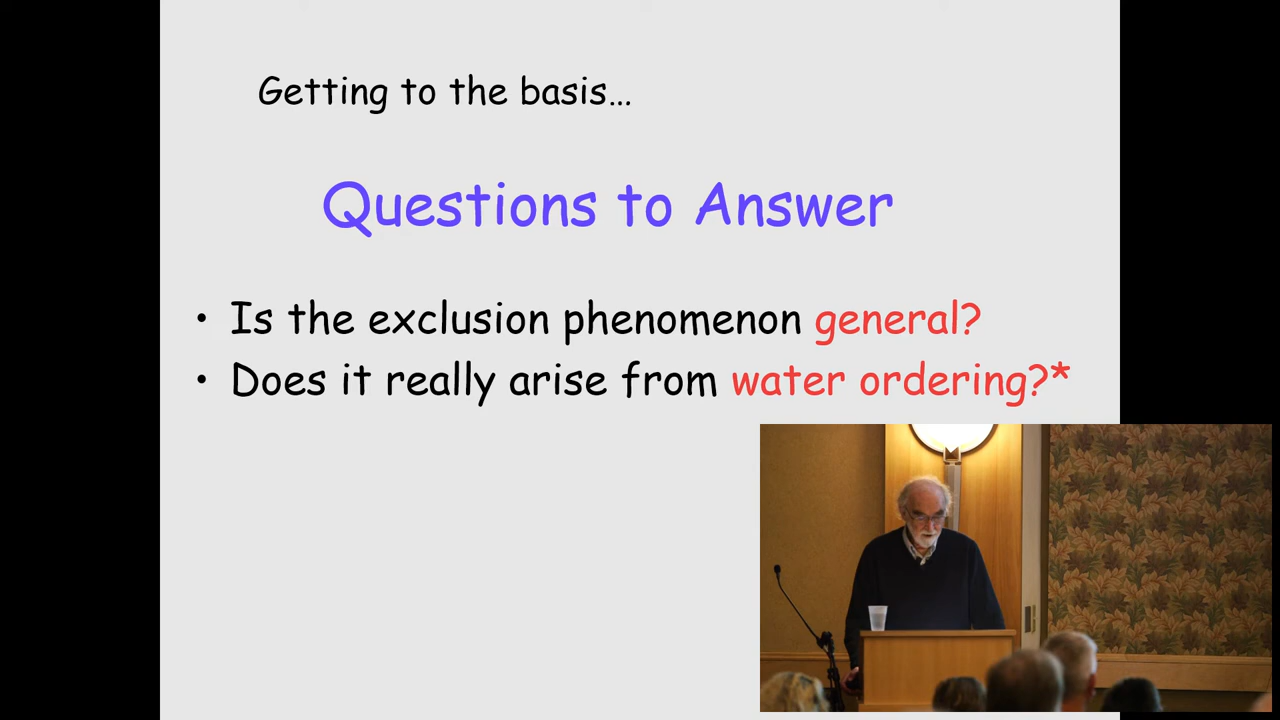 Getting to the basis…
Questions to Answer
• Is the exclusion phenomenon general?
• Does it really arise from water ordering?*